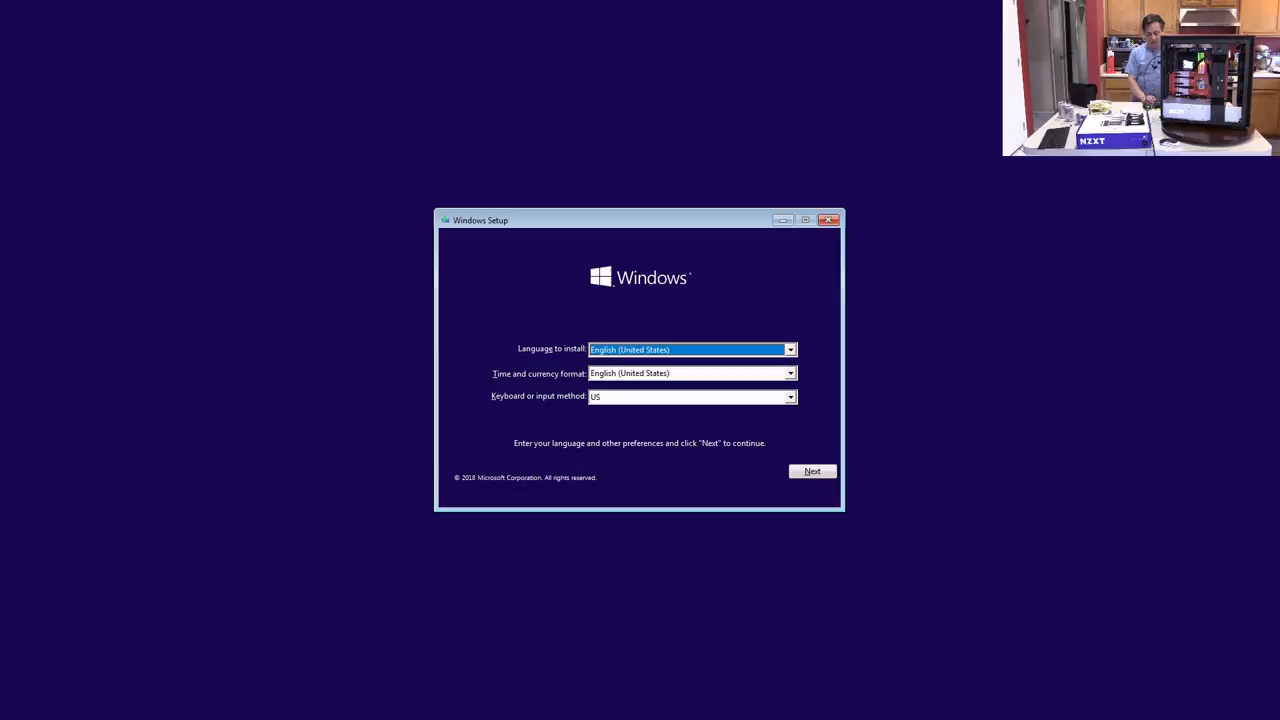 NZXT
Windows Setup
Windows
Language to install: English (United States)
Time and currency format: English (United States)
Keyboard or input method: US
Enter your language and other preferences and click "Next" to continue.
Next
© 2018 Microsoft Corporation. All rights reserved.